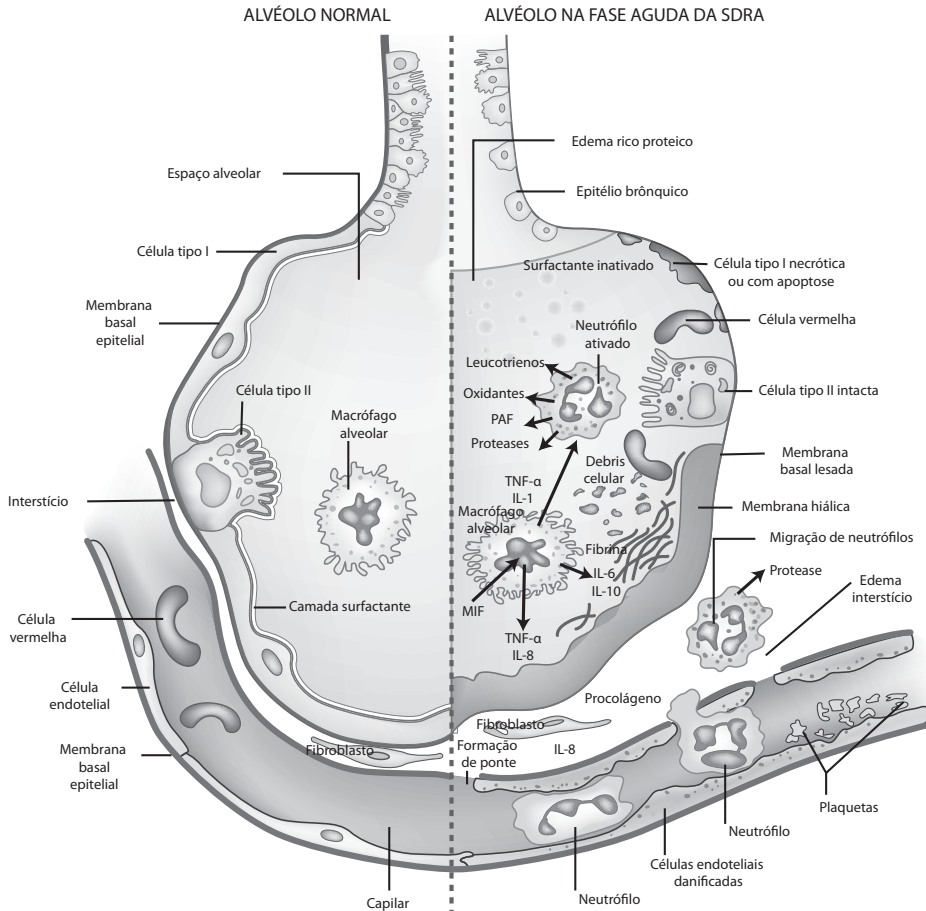 ALVÉOLO NORMAL
ALVÉOLO NA FASE AGUDA DA SDRA
Espaço alveolar
Célula tipo I
Membrana
basal
epitelial
Célula tipo II
Macrófago
alveolar
Interstício
Camada surfactante
Célula
vermelha
Célula
endotelial
Membrana
basal
epitelial
Fibroblasto
Capilar
Edema rico proteico
Epitélio brônquico
Surfactante inativado
Célula tipo I necrótica
ou com apoptose
Célula vermelha
Neutrófilo
ativado
Leucotrienos
Oxidantes
PAF
Proteases
Célula tipo II intacta
Debris
celular
Membrana
basal lesada
TNF-α
IL-1
Macrófago
alveolar
Membrana hiálica
Fibrina
Migração de neutrófilos
IL-6
IL-10
Protease
MIF
Edema
interstício
TNF-α
IL-8
Procolágeno
Fibroblasto
Formação
de ponte
IL-8
Plaquetas
Neutrófilo
Células endoteliais
danificadas
Neutrófilo